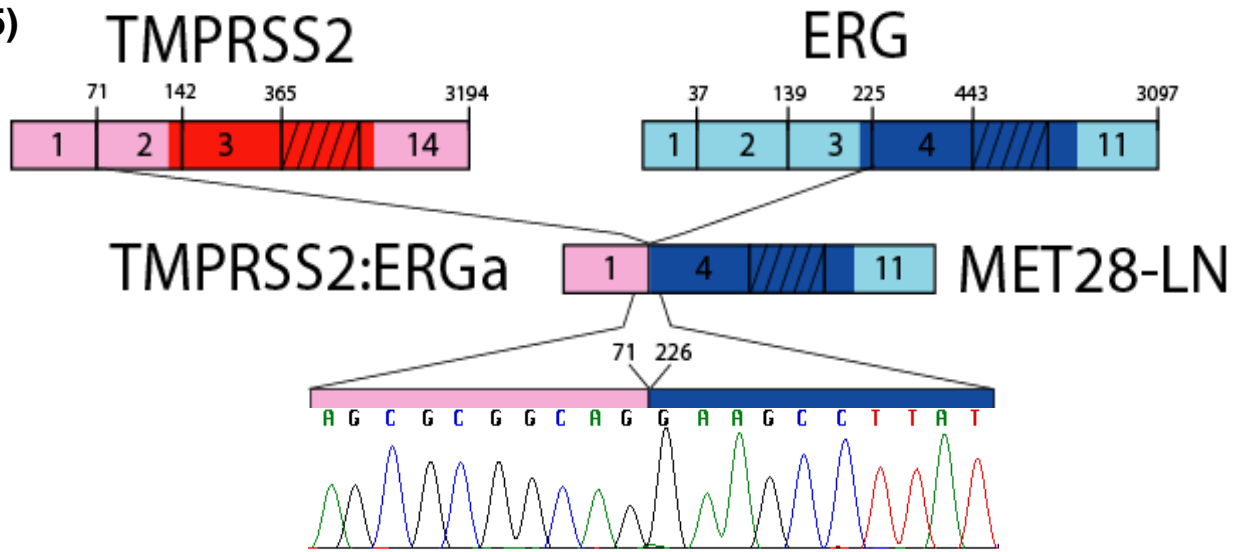 5)
TMPRSS2 ERG
71 142 365 3194 37 139 225 443 3097
1 2 3 14 1 2 3 4 11
TMPRSS2:ERGa 1 4 11 MET28-LN
71 226
A G C G C G G C A G G A A G C C T T A T